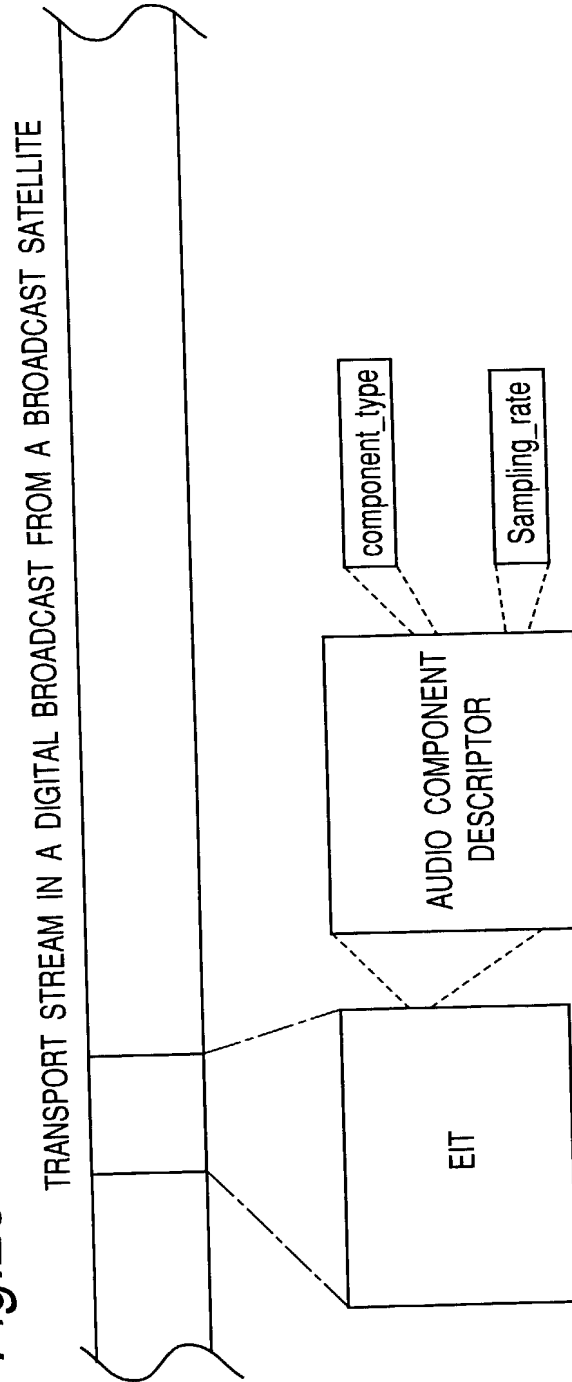 TRANSPORT STREAM IN A DIGITAL BROADCAST FROM A BROADCAST SATELLITE
EIT
AUDIO COMPONENT
DESCRIPTOR
component_type
Sampling_rate